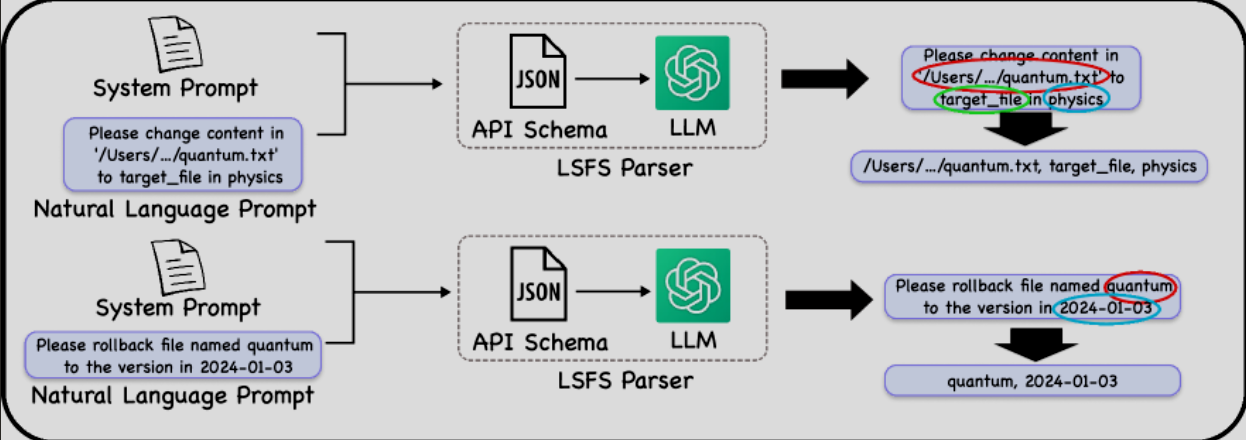 System Prompt
Please change content in
'/Users/.../quantum.txt'
to target_file in physics
Natural Language Prompt
JSON
API Schema
LLM
LSFS Parser
Please change content in
'/Users/.../quantum.txt' to
target_file in physics
/Users/.../quantum.txt, target_file, physics
System Prompt
Please rollback file named quantum
to the version in 2024-01-03
Natural Language Prompt
JSON
API Schema
LLM
LSFS Parser
Please rollback file named quantum
to the version in 2024-01-03
quantum, 2024-01-03